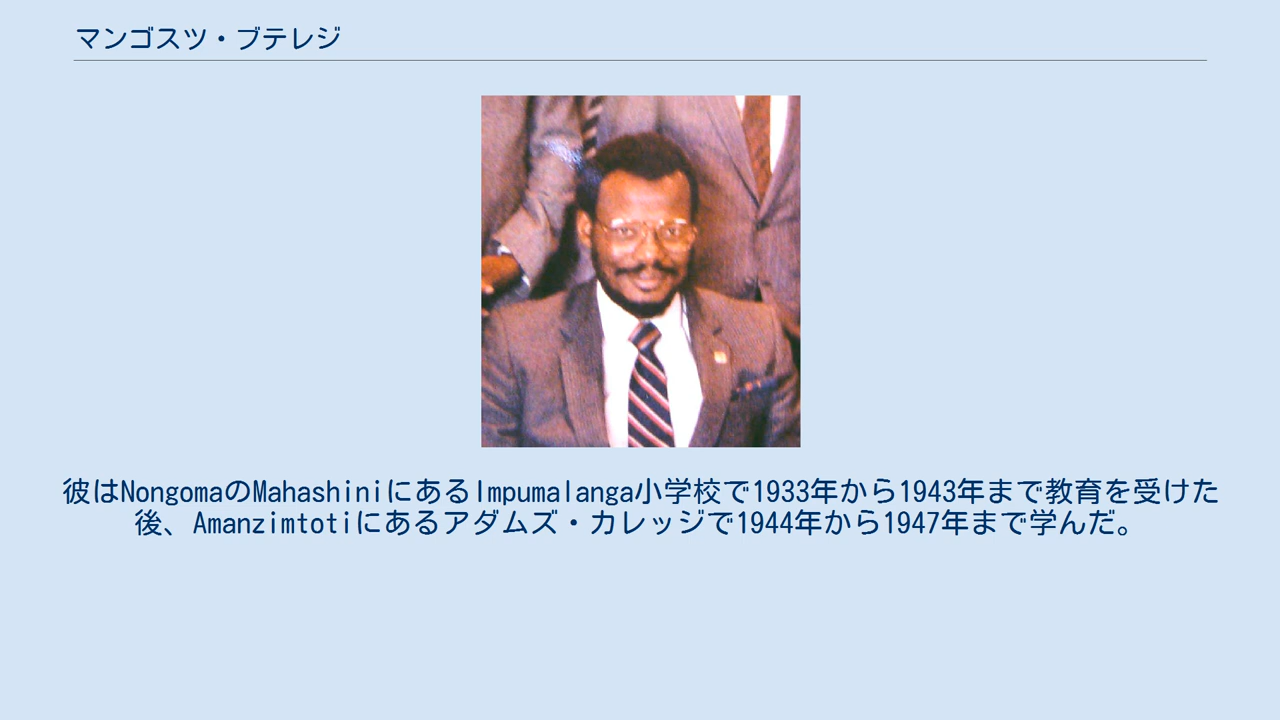 マンゴスツ・ブテレジ
彼はNongomaのMahashiniにあるImpumalanga小学校で1933年から1943年まで教育を受けた
後、Amanzimtotiにあるアダムズ・カレッジで1944年から1947年まで学んだ。